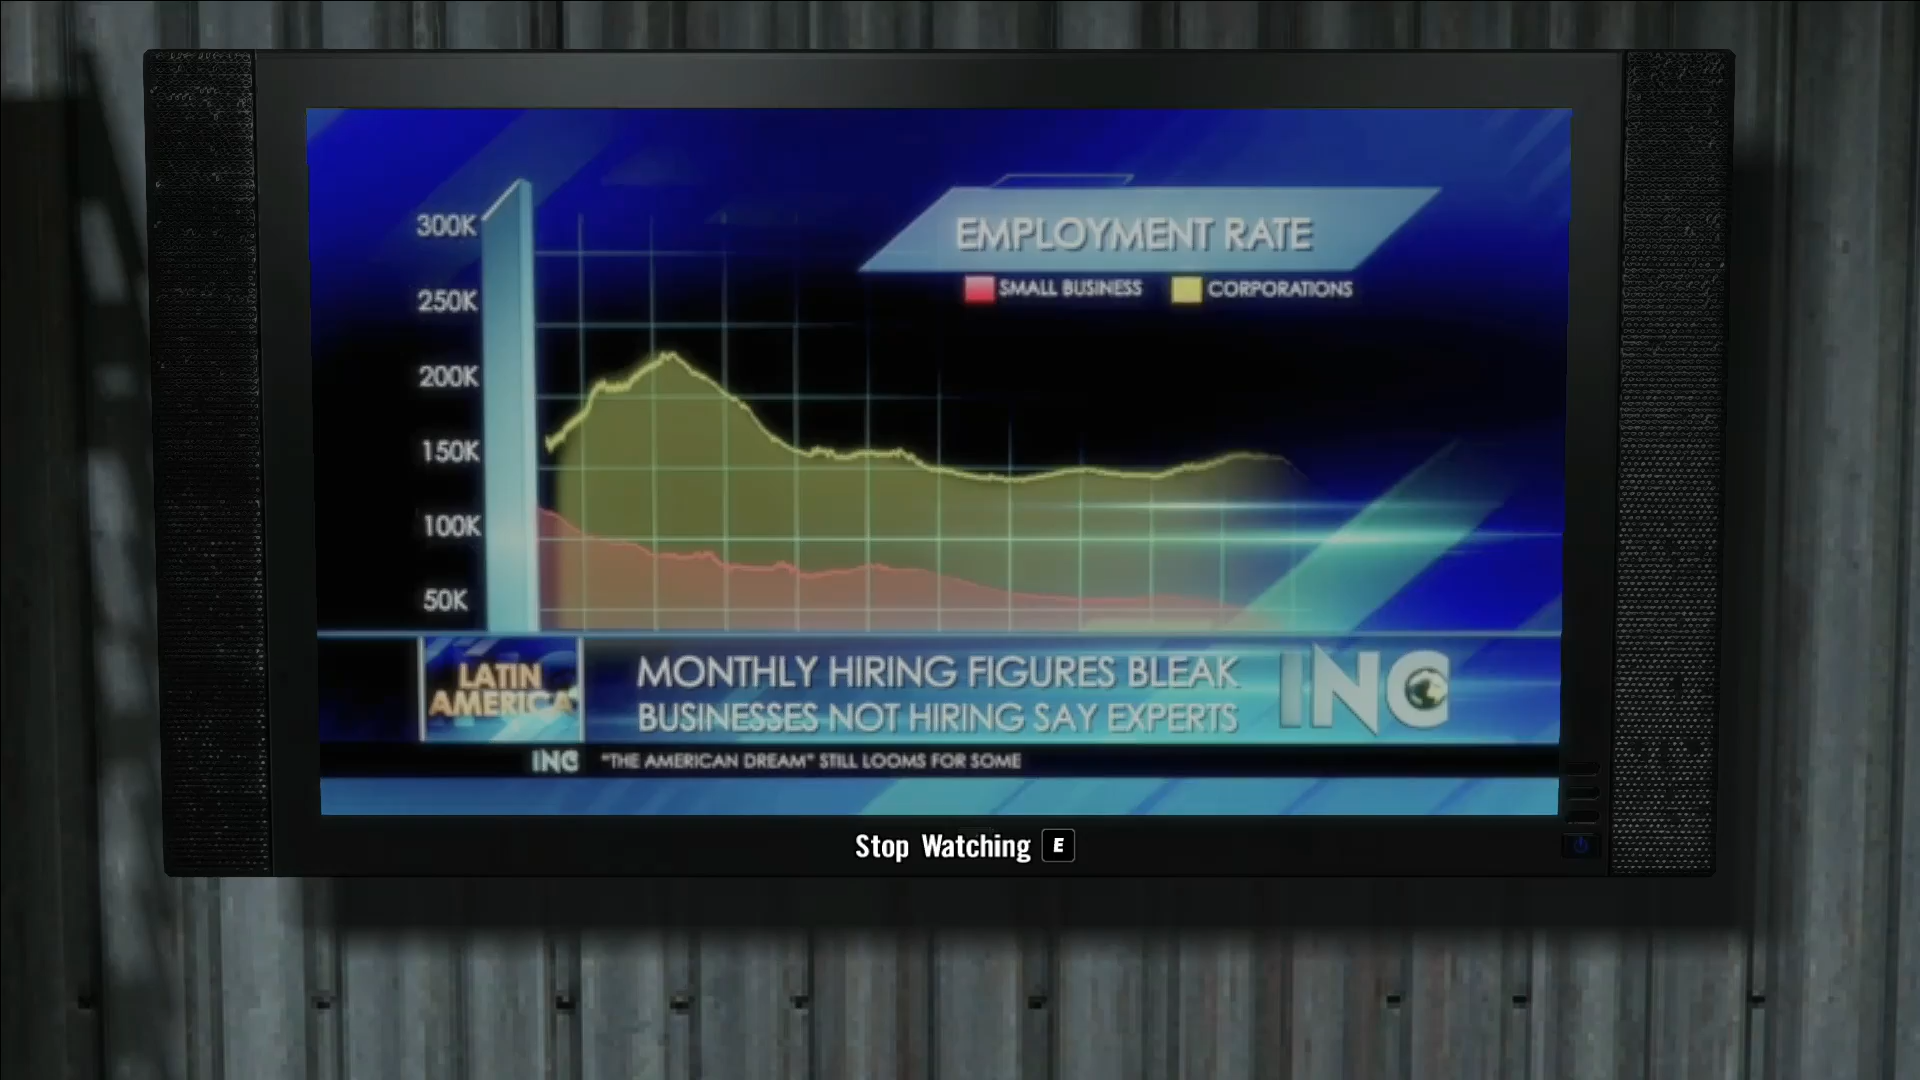 EMPLOYMENT RATE
SMALL BUSINESS CORPORATIONS
300K
250K
200K
150K
100K
50K
LATIN
AMERICA
MONTHLY HIRING FIGURES BLEAK
BUSINESSES NOT HIRING SAY EXPERTS
INC
INC "THE AMERICAN DREAM" STILL LOOMS FOR SOME
Stop Watching E